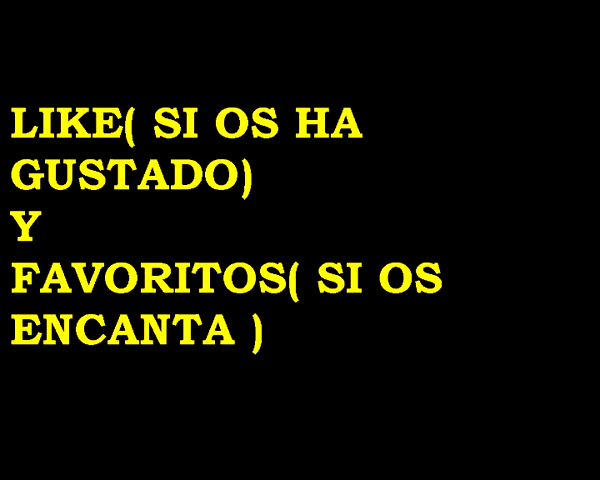 LIKE( SI OS HA
GUSTADO)
Y
FAVORITOS( SI OS
ENCANTA )